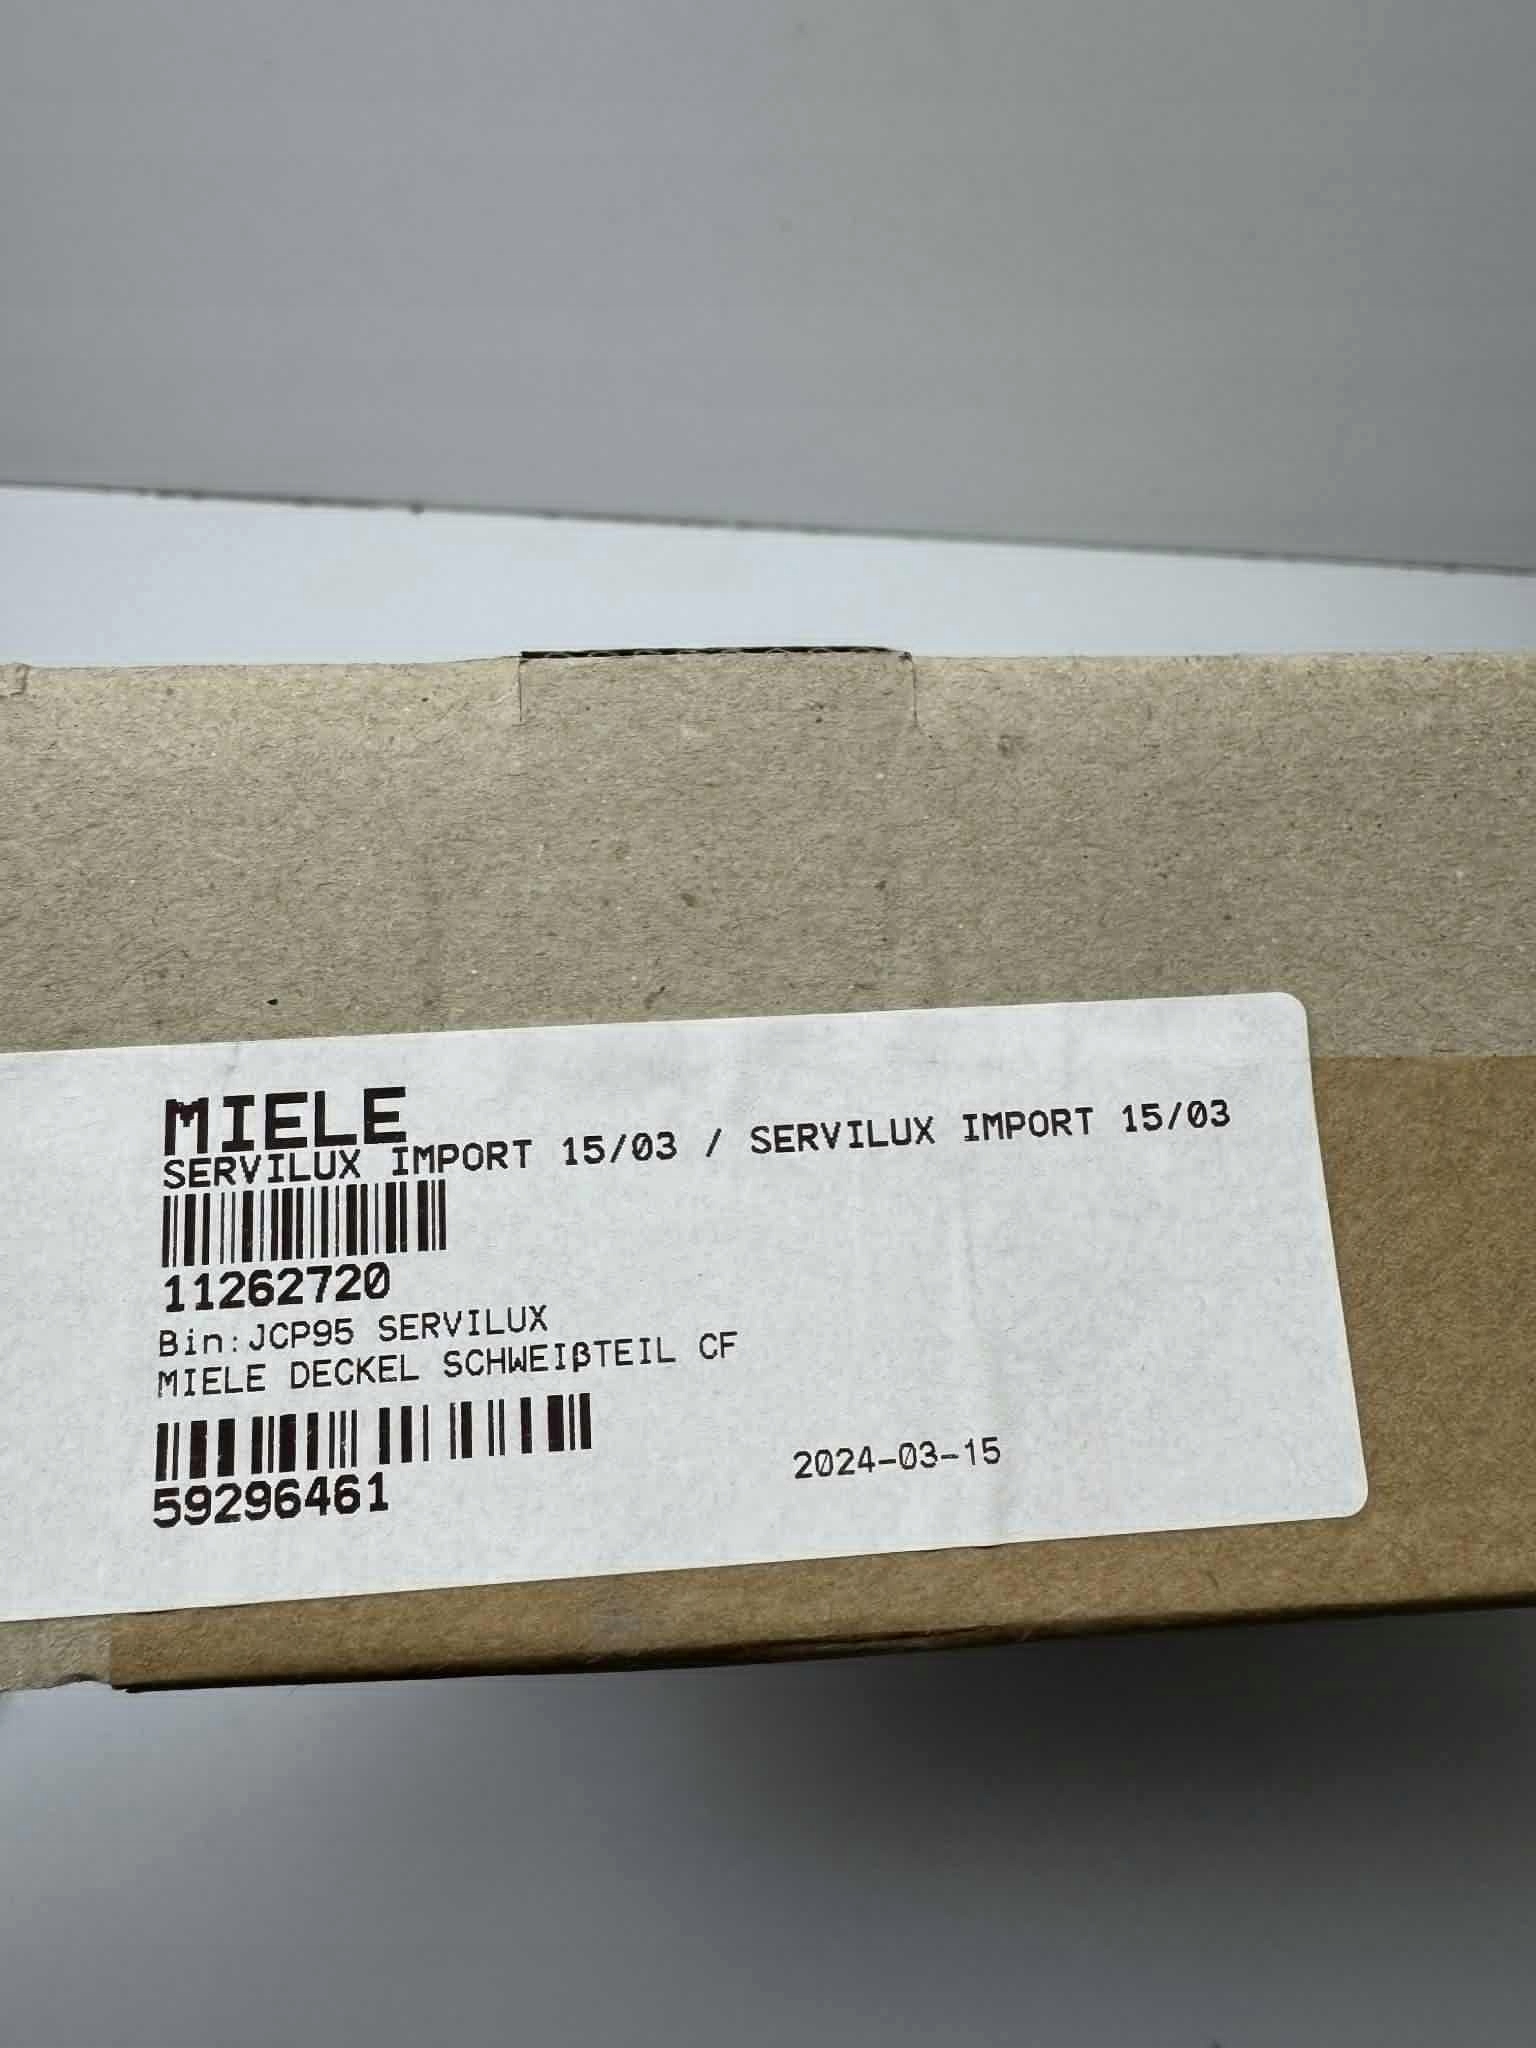 MIELE
SERVILUX IMPORT 15/03 / SERVILUX IMPORT 15/03
11262720
Bin:JCP95 SERVILUX
MIELE DECKEL SCHWEIßTEIL CF
59296461
2024-03-15